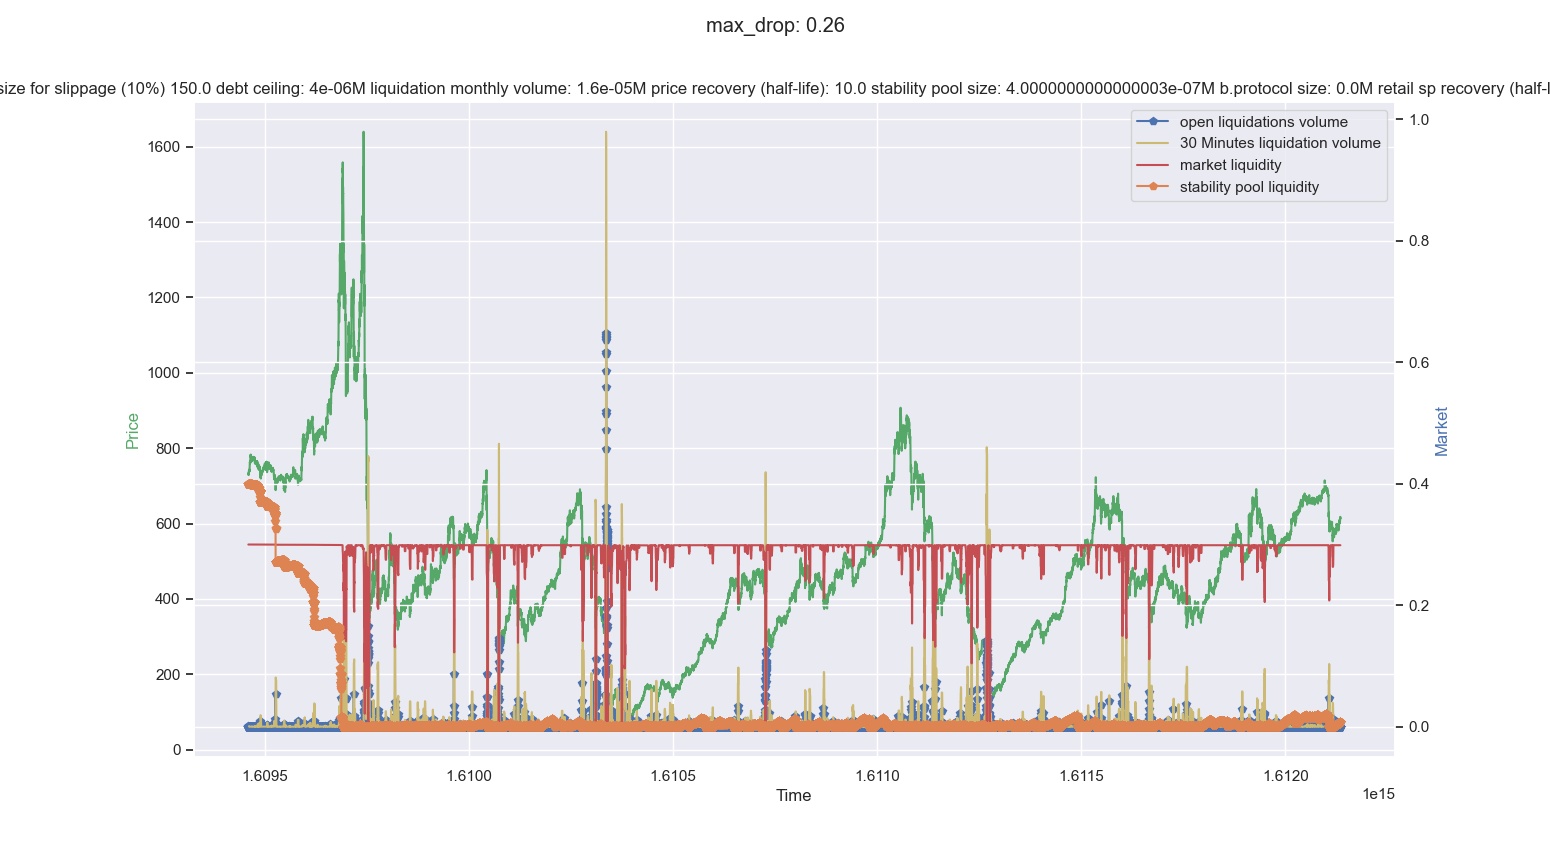 max_drop: 0.26
size for slippage (10%) 150.0 debt ceiling: 4e-06M liquidation monthly volume: 1.6e-05M price recovery (half-life): 10.0 stability pool size: 4.0000000000000003e-07M b.protocol size: 0.0M retail sp recovery (half-l
open liquidations volume
30 Minutes liquidation volume
market liquidity
stability pool liquidity
1600
1400
1200
1000
800
600
400
200
0
Price
1.0
0.8
0.6
0.4
0.2
0.0
Market
1.6095 1.6100 1.6105 1.6110 1.6115 1.6120
Time
1e15